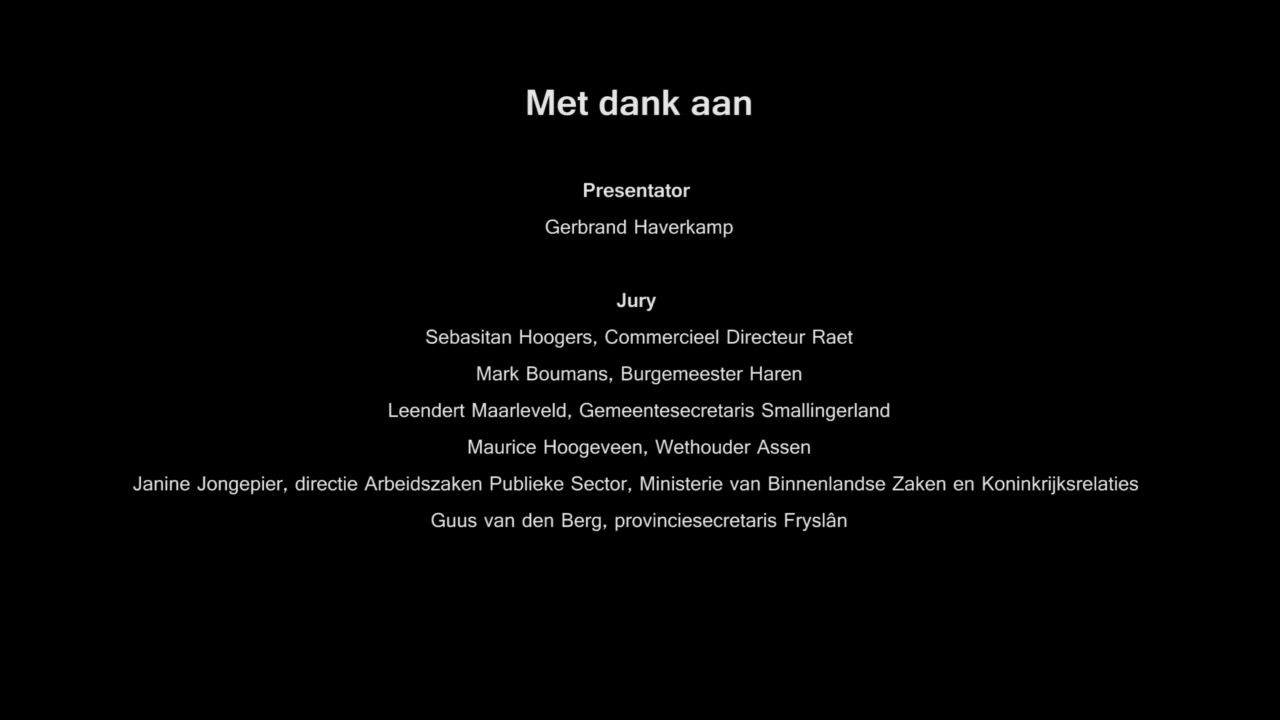 Met dank aan
Presentator
Gerbrand Haverkamp
Jury
Sebasitan Hoogers, Commercieel Directeur Raet
Mark Boumans, Burgemeester Haren
Leendert Maarleveld, Gemeentesecretaris Smallingerland
Maurice Hoogeveen, Wethouder Assen
Janine Jongepier, directie Arbeidszaken Publieke Sector, Ministerie van Binnenlandse Zaken en Koninkrijksrelaties
Guus van den Berg, provinciesecretaris Fryslân